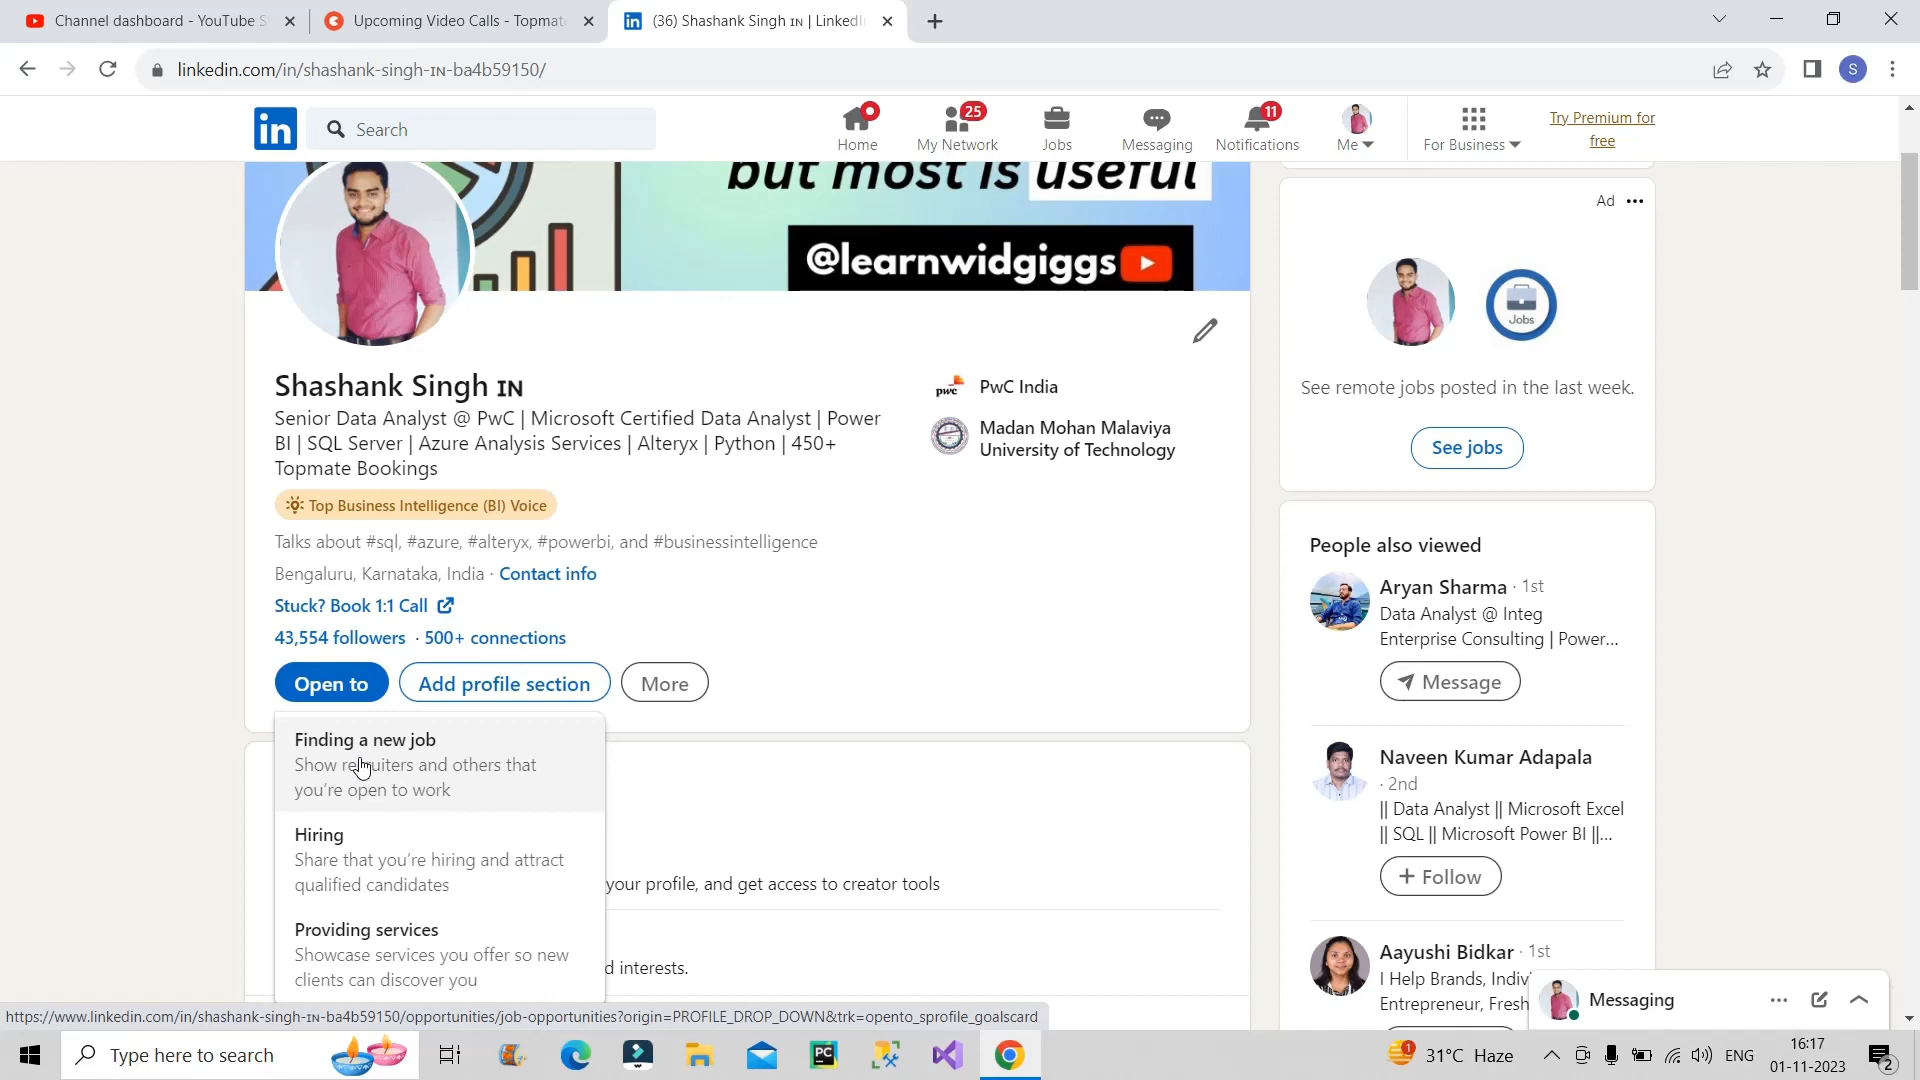 Channel dashboard - YouTube S
Upcoming Video Calls - Topmat
(36) Shashank Singh ɪɴ | LinkedI
linkedin.com/in/shashank-singh-ɪɴ-ba4b59150/
S
in
Search
Home
25
My Network
Jobs
Messaging
11
Notifications
Me
For Business
Try Premium for
free
but most is useful
@learnwidgiggs
Shashank Singh ɪɴ
Senior Data Analyst @ PwC | Microsoft Certified Data Analyst | Power
BI | SQL Server | Azure Analysis Services | Alteryx | Python | 450+
Topmate Bookings
Top Business Intelligence (BI) Voice
Talks about #sql, #azure, #alteryx, #powerbi, and #businessintelligence
Bengaluru, Karnataka, India · Contact info
Stuck? Book 1:1 Call
43,554 followers · 500+ connections
Open to
Add profile section
More
pwc
PwC India
Madan Mohan Malaviya
University of Technology
Finding a new job
Show recruiters and others that
you're open to work
Hiring
Share that you're hiring and attract
qualified candidates
Providing services
Showcase services you offer so new
clients can discover you
your profile, and get access to creator tools
d interests.
Ad
Jobs
See remote jobs posted in the last week.
See jobs
People also viewed
Aryan Sharma · 1st
Data Analyst @ Integ
Enterprise Consulting | Power...
Message
Naveen Kumar Adapala
· 2nd
|| Data Analyst || Microsoft Excel
|| SQL || Microsoft Power BI ||...
+ Follow
Aayushi Bidkar · 1st
I Help Brands, Indivi
Entrepreneur, Fresh
Messaging
https://www.linkedin.com/in/shashank-singh-ɪɴ-ba4b59150/opportunities/job-opportunities?origin=PROFILE_DROP_DOWN&trk=opento_sprofile_goalscard
Type here to search
PC
1
31°C Haze
ENG
16:17
01-11-2023
2